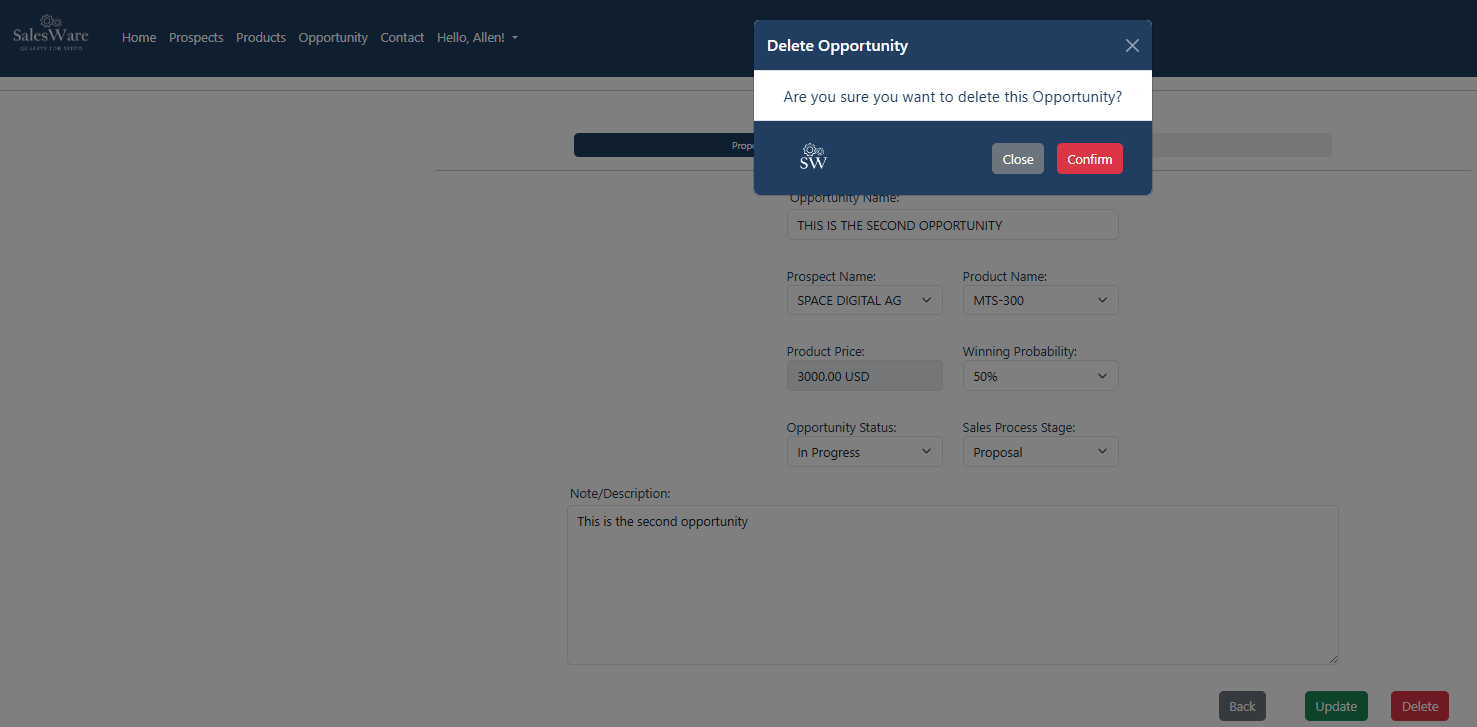 SalesWare
QUALITY FOR SPEED
Home Prospects Products Opportunity Contact Hello, Allen!
Delete Opportunity
Are you sure you want to delete this Opportunity?
SW
Close Confirm
Opportunity Name:
THIS IS THE SECOND OPPORTUNITY
Prospect Name: Product Name:
SPACE DIGITAL AG MTS-300
Product Price: Winning Probability:
3000.00 USD 50%
Opportunity Status: Sales Process Stage:
In Progress Proposal
Note/Description:
This is the second opportunity
Back Update Delete